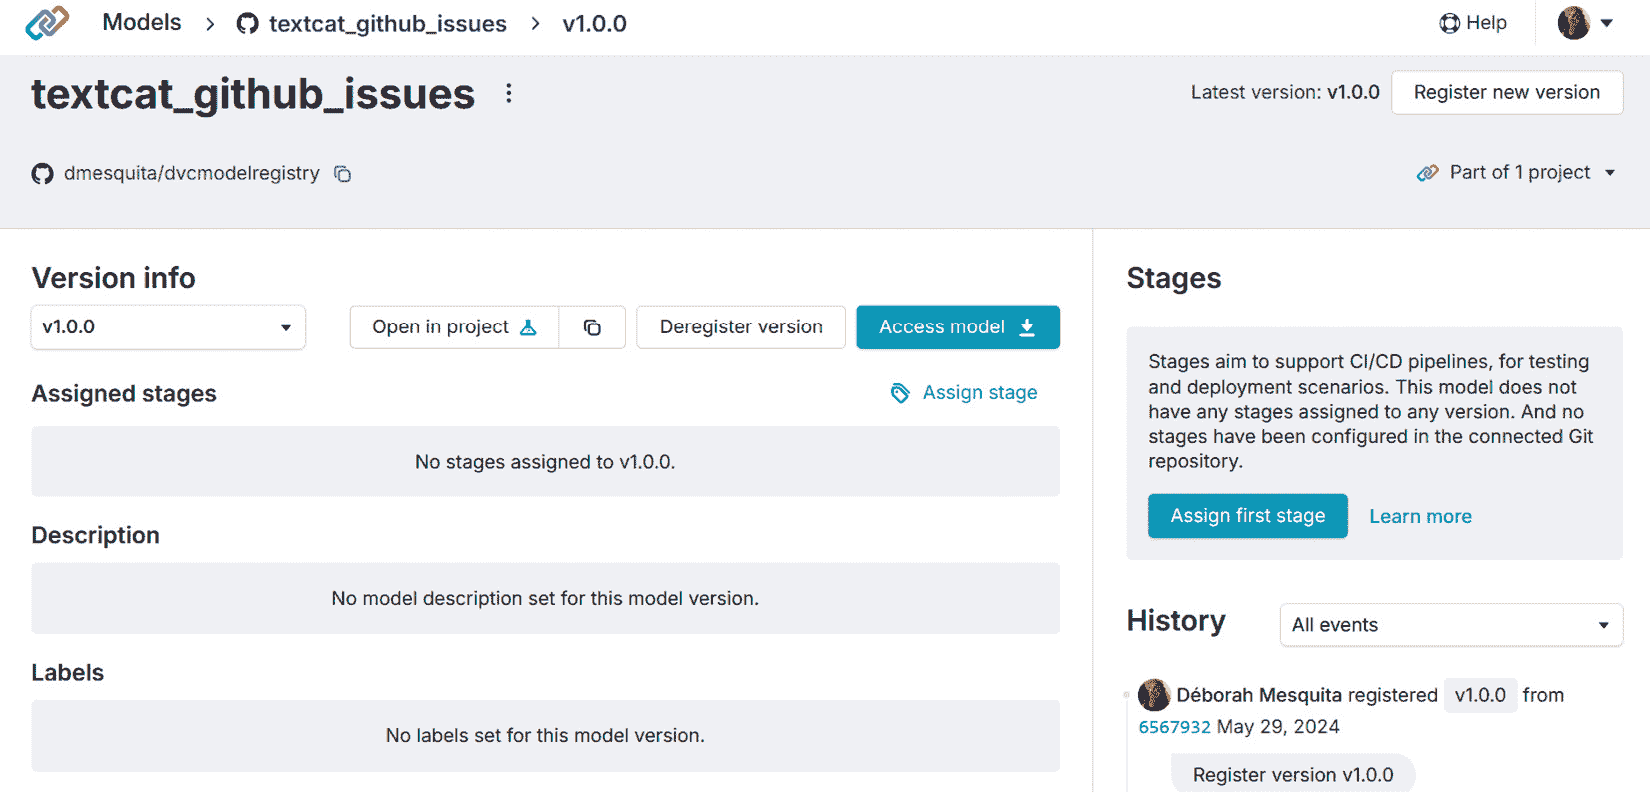 Models > textcat_github_issues > v1.0.0
Help
textcat_github_issues
Latest version: v1.0.0
Register new version
dmesquita/dvcmodelregistry
Part of 1 project
Version info
v1.0.0
Open in project
Deregister version
Access model
Assigned stages
Assign stage
No stages assigned to v1.0.0.
Description
No model description set for this model version.
Labels
No labels set for this model version.
Stages
Stages aim to support CI/CD pipelines, for testing
and deployment scenarios. This model does not
have any stages assigned to any version. And no
stages have been configured in the connected Git
repository.
Assign first stage
Learn more
History
All events
Déborah Mesquita registered v1.0.0 from
6567932 May 29, 2024
Register version v1.0.0